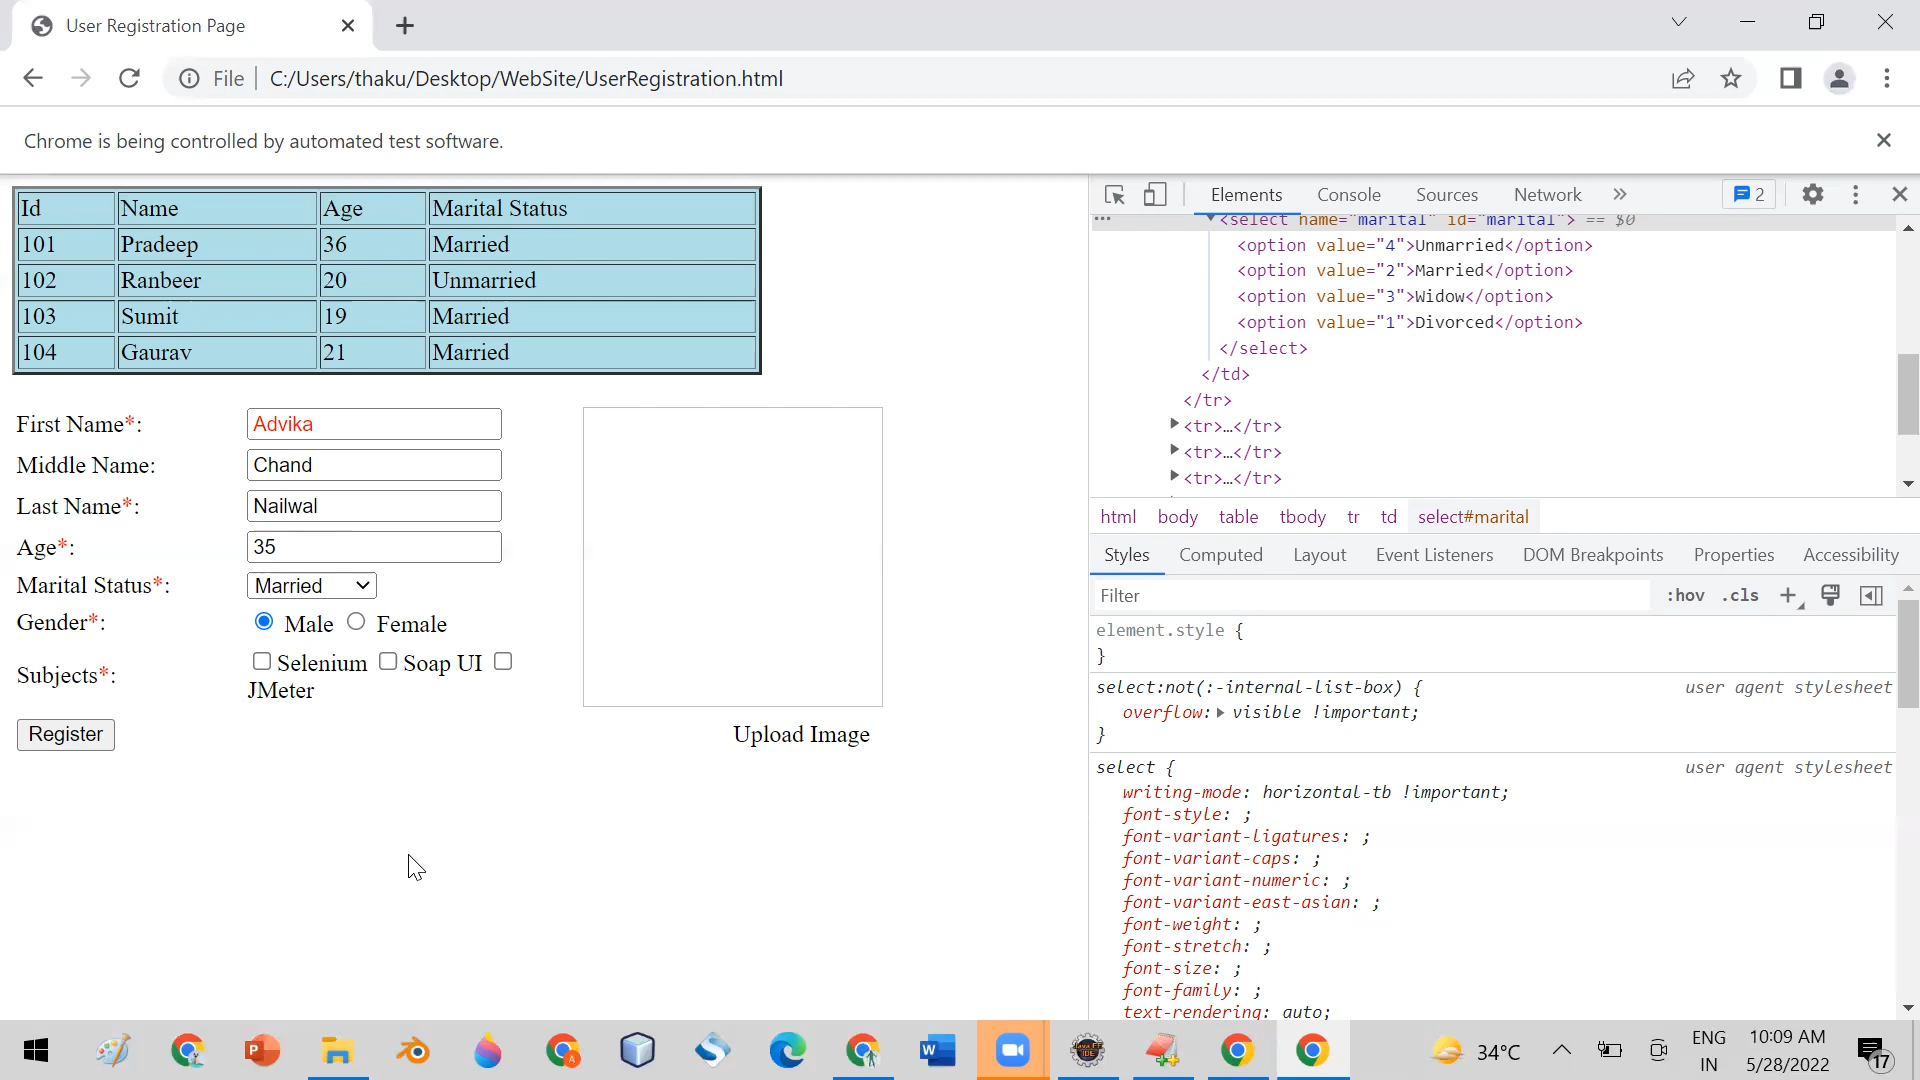 User Registration Page
File
C:/Users/thaku/Desktop/WebSite/UserRegistration.html
Chrome is being controlled by automated test software.
Id Name Age Marital Status
101 Pradeep 36 Married
102 Ranbeer 20 Unmarried
103 Sumit 19 Married
104 Gaurav 21 Married
First Name*: Advika
Middle Name: Chand
Last Name*: Nailwal
Age*: 35
Marital Status*: Married
Gender*: Male Female
Subjects*: Selenium Soap UI
JMeter
Register
Upload Image
Elements Console Sources Network » 2
... <select name="marital" id="marital"> == $0
<option value="4">Unmarried</option>
<option value="2">Married</option>
<option value="3">Widow</option>
<option value="1">Divorced</option>
</select>
</td>
</tr>
<tr>…</tr>
<tr>…</tr>
<tr>…</tr>
html body table tbody tr td select#marital
Styles Computed Layout Event Listeners DOM Breakpoints Properties Accessibility
Filter :hov .cls +
element.style {
}
select:not(:-internal-list-box) { user agent stylesheet
overflow: visible !important;
}
select { user agent stylesheet
writing-mode: horizontal-tb !important;
font-style: ;
font-variant-ligatures: ;
font-variant-caps: ;
font-variant-numeric: ;
font-variant-east-asian: ;
font-weight: ;
font-stretch: ;
font-size: ;
font-family: ;
text-rendering: auto;
34°C
ENG
IN
10:09 AM
5/28/2022
17